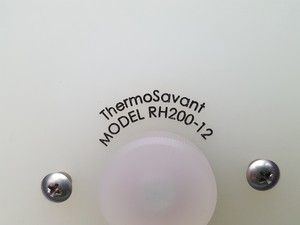 ThermoSavant
MODEL RH200-12